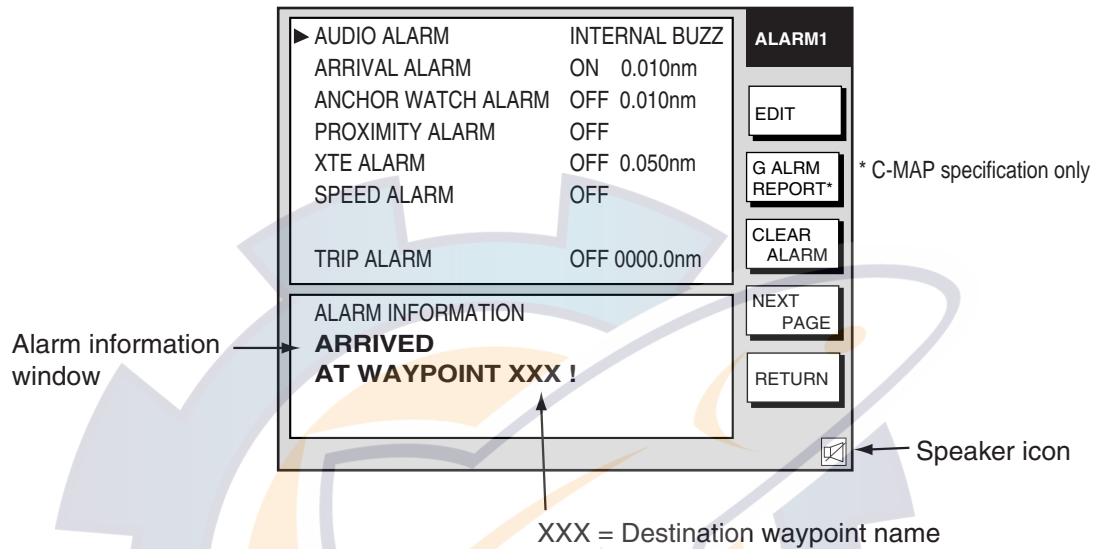 ▶ AUDIO ALARM INTERNAL BUZZ
ARRIVAL ALARM ON 0.010nm
ANCHOR WATCH ALARM OFF 0.010nm
PROXIMITY ALARM OFF
XTE ALARM OFF 0.050nm
SPEED ALARM OFF
TRIP ALARM OFF 0000.0nm
ALARM INFORMATION
ARRIVED
AT WAYPOINT XXX !
ALARM1
EDIT
G ALRM
REPORT*
CLEAR
ALARM
NEXT
PAGE
RETURN
* C-MAP specification only
Alarm information
window
Speaker icon
XXX = Destination waypoint name